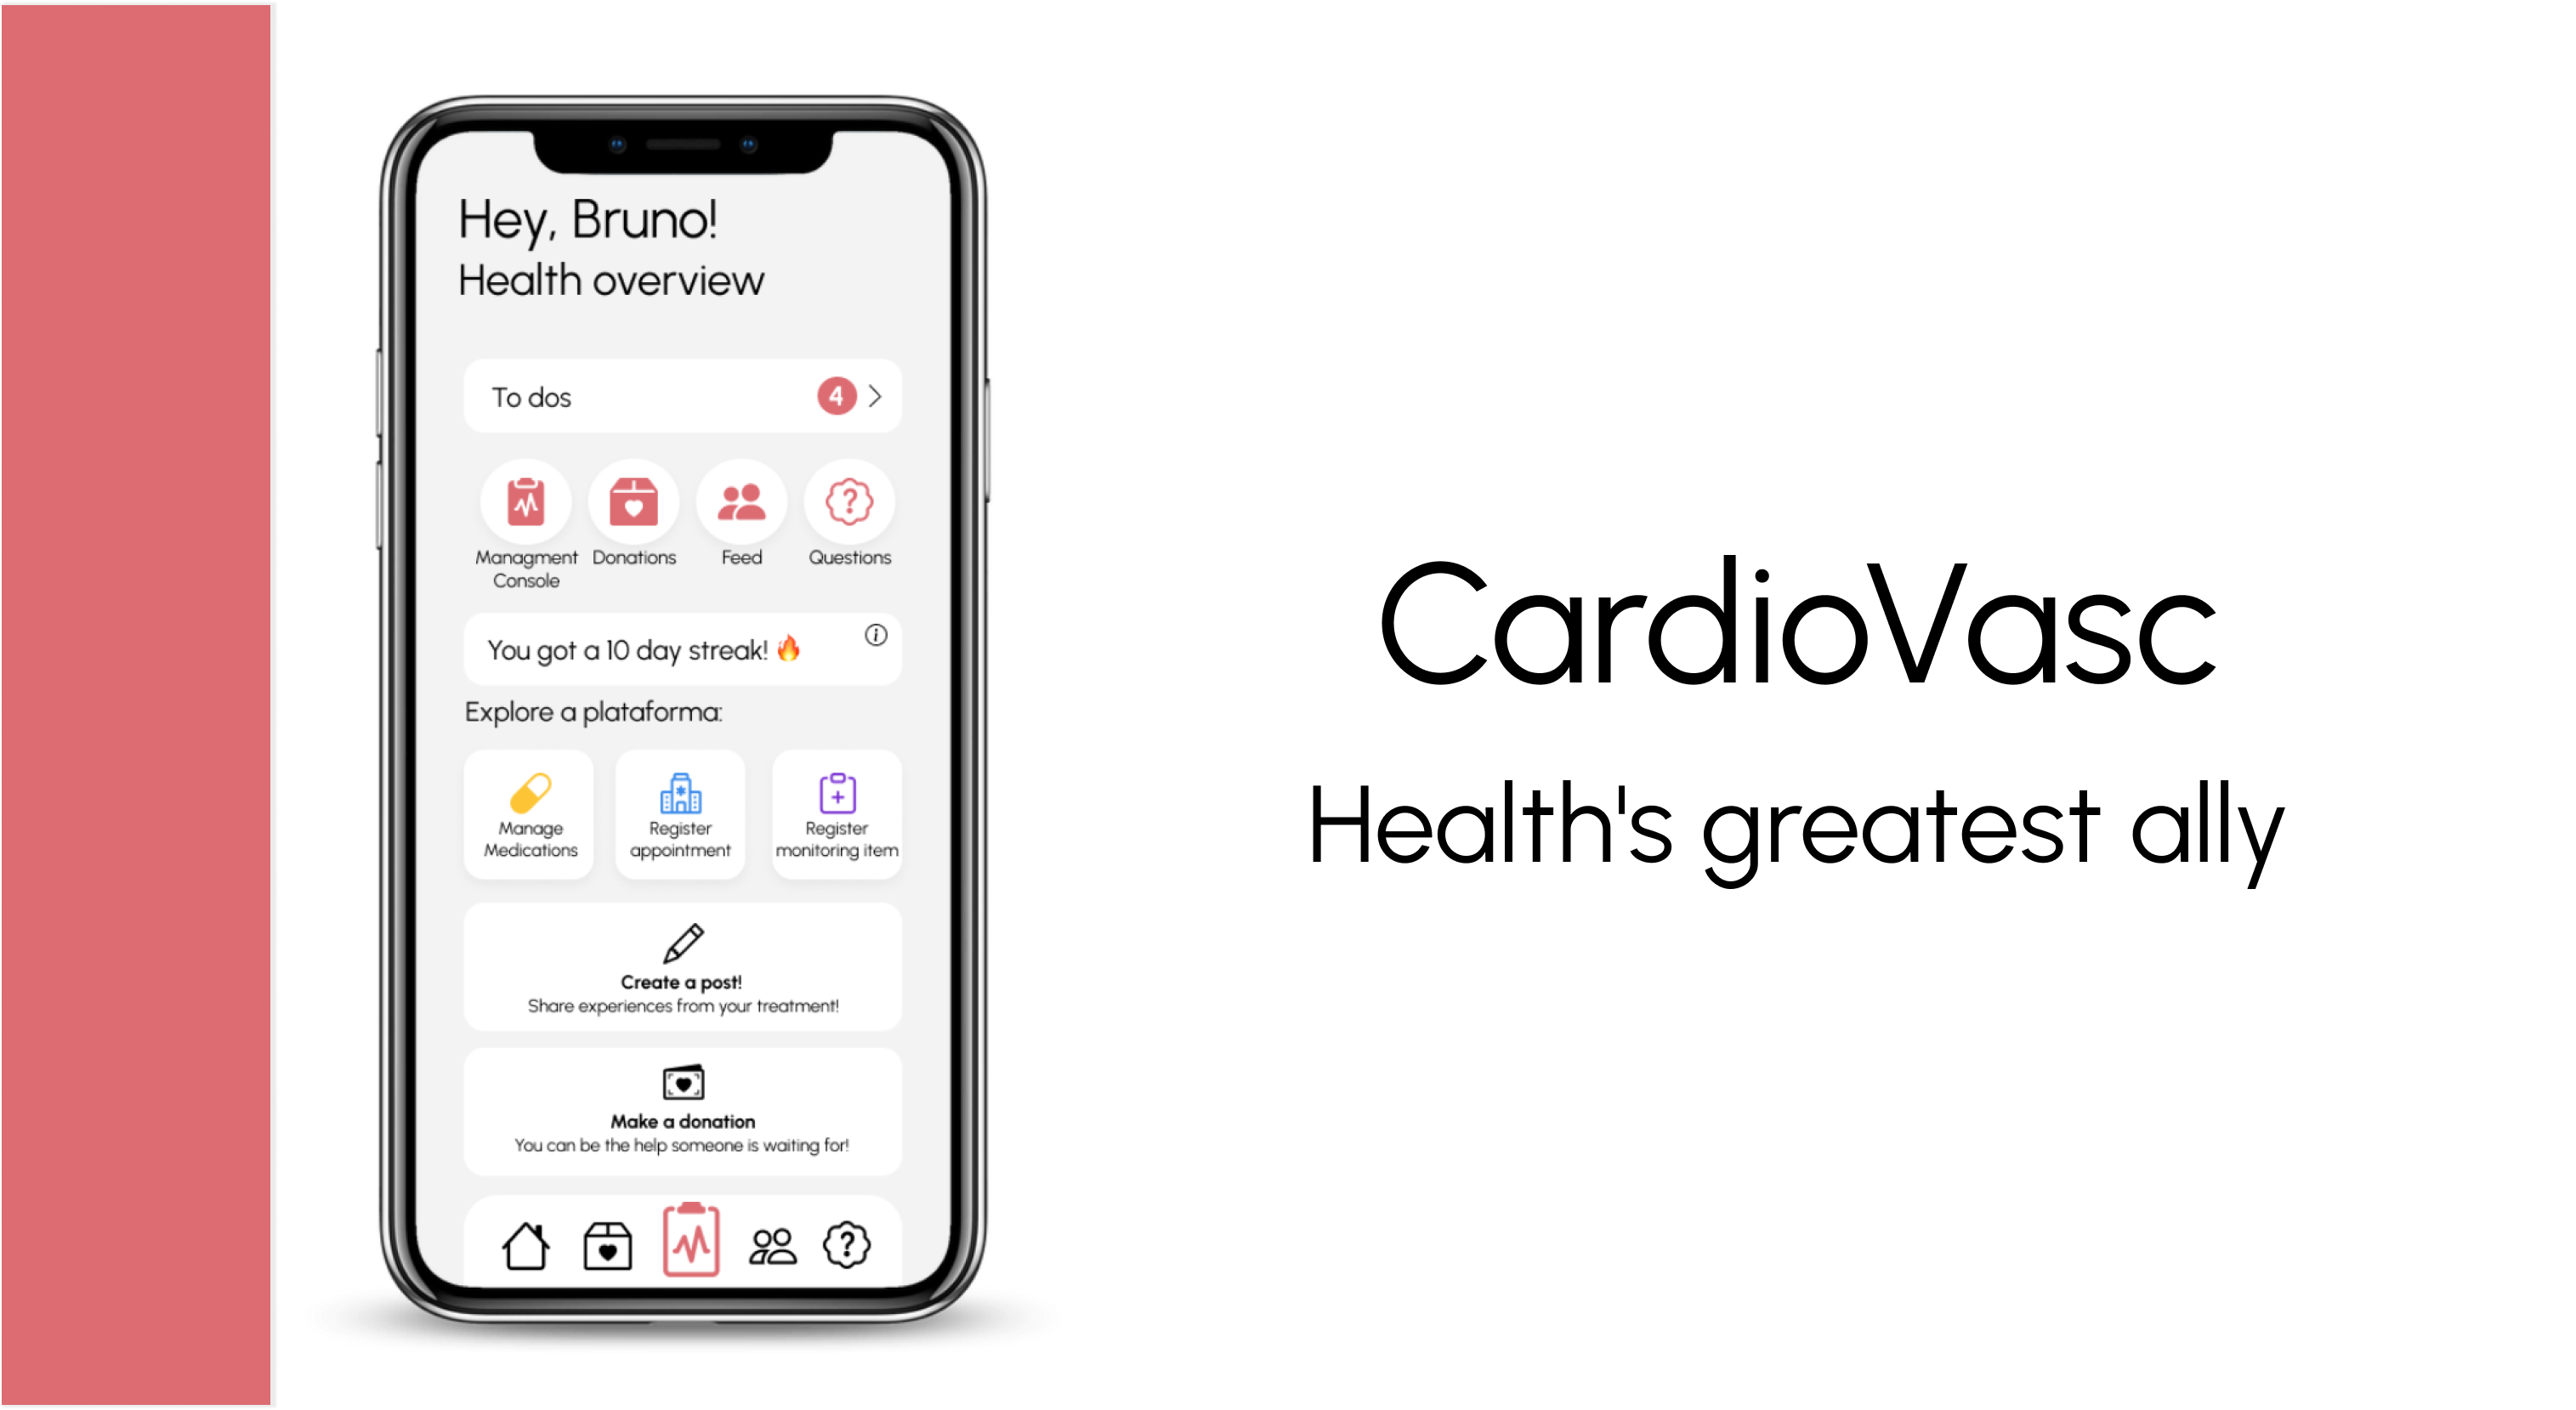 Hey, Bruno!
Health overview
To dos
4
Managment
Console
Donations
Feed
Questions
You got a 10 day streak! 🔥
Explore a plataforma:
Manage
Medications
Register
appointment
Register
monitoring item
Create a post!
Share experiences from your treatment!
Make a donation
You can be the help someone is waiting for!
CardioVasc
Health's greatest ally